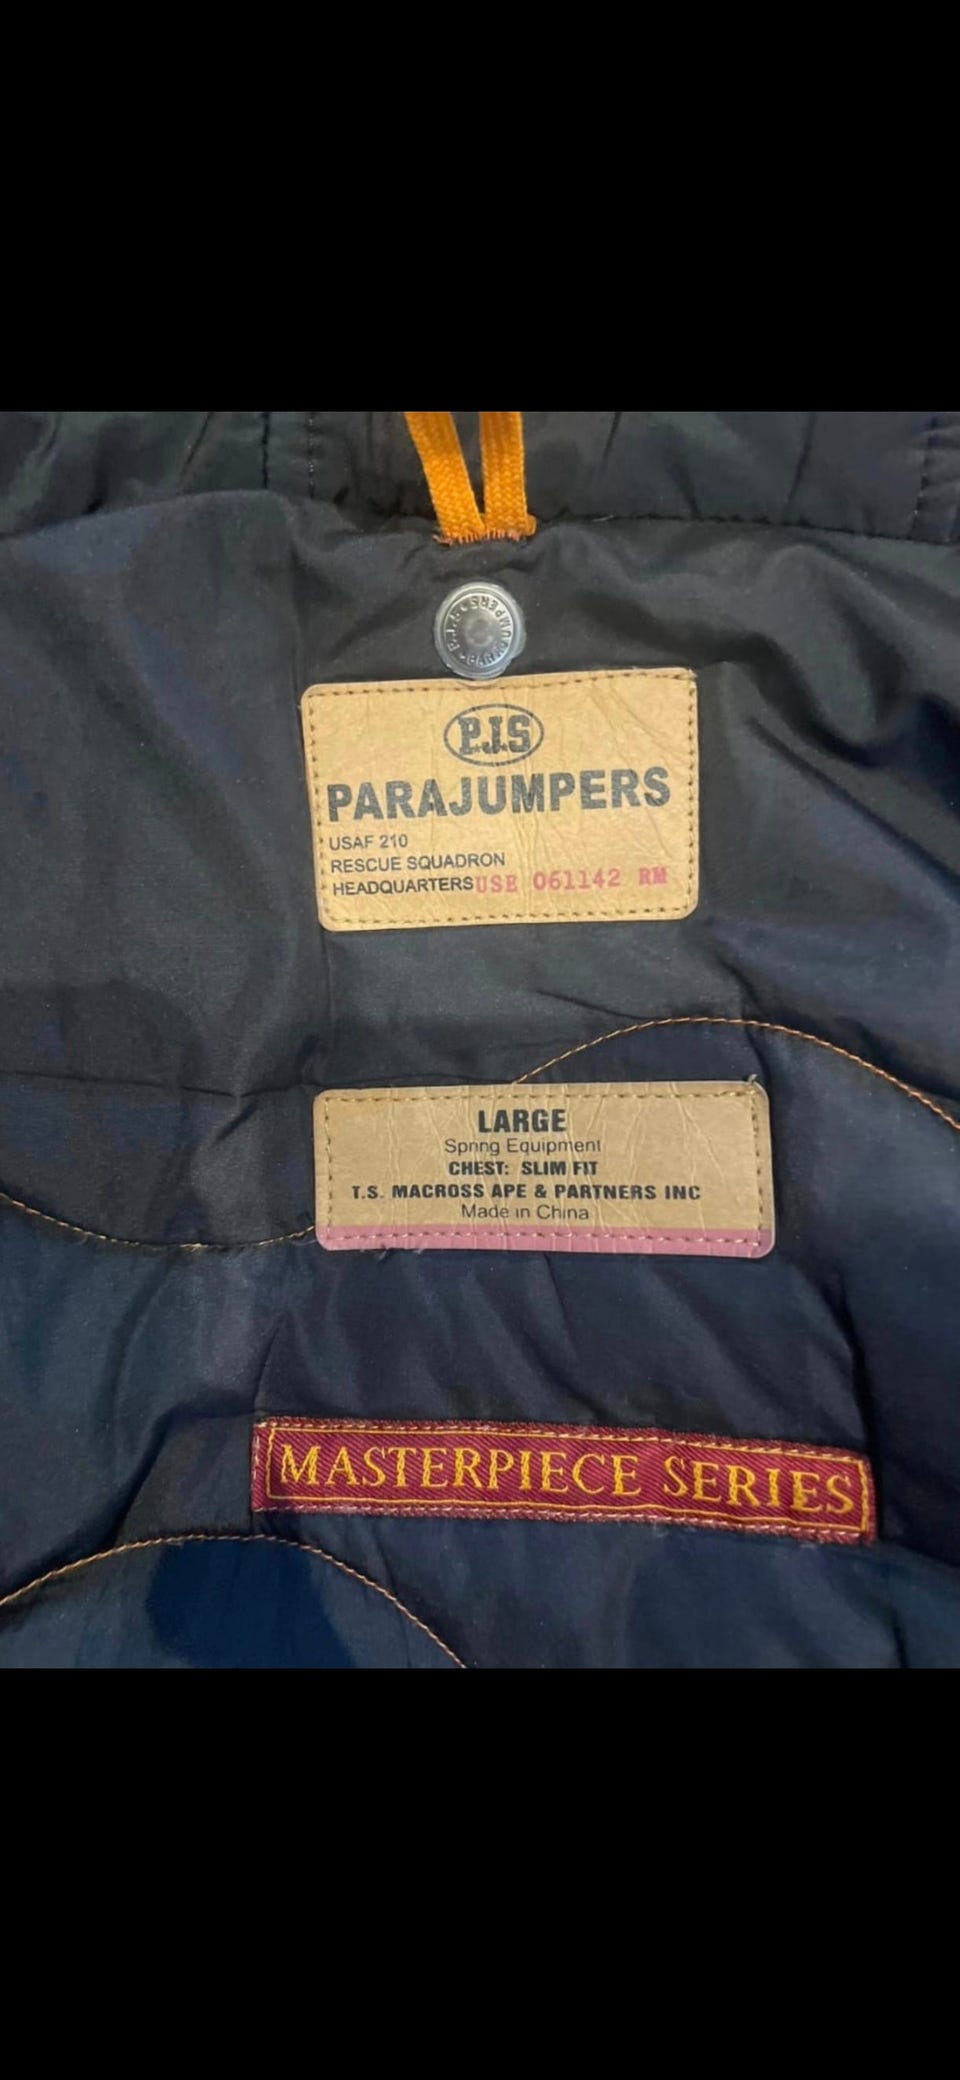 P.J.S • PARAJUMPERS •
P.J.S
PARAJUMPERS
USAF 210
RESCUE SQUADRON
HEADQUARTERS USE 061142 RM
LARGE
Spring Equipment
CHEST: SLIM FIT
T.S. MACROSS APE & PARTNERS INC
Made in China
MASTERPIECE SERIES